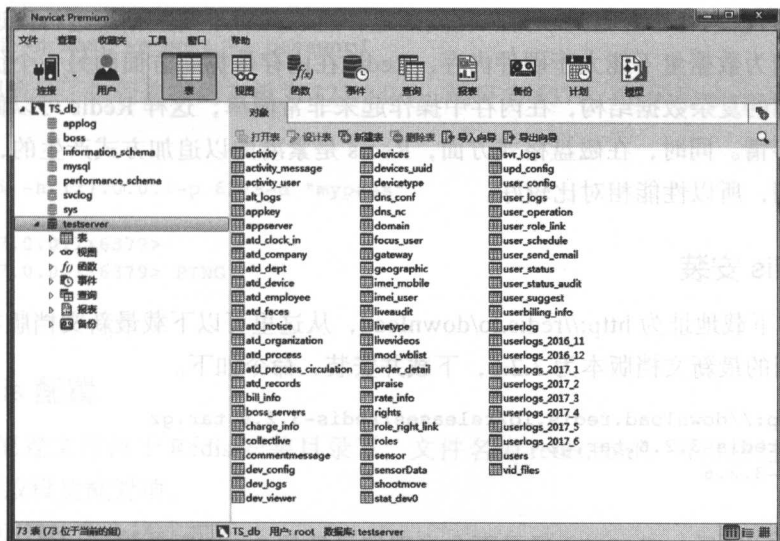 Navicat Premium
文件 查看 收藏夹 工具 窗口 帮助
连接 用户 表 视图 函数 事件 查询 报表 备份 计划 模型
TS_db
applog
boss
information_schema
mysql
performance_schema
svclog
sys
testserver
表
视图
函数
事件
查询
报表
备份
对象
打开表 设计表 新建表 删除表 导入向导 导出向导
activity
activity_message
activity_user
alt_logs
appkey
appserver
atd_clock_in
atd_company
atd_dept
atd_device
atd_employee
atd_faces
atd_notice
atd_organization
atd_process
atd_process_circulation
atd_records
bill_info
boss_servers
charge_info
collective
commentmessage
dev_config
dev_logs
dev_viewer
devices
devices_uuid
devicetype
dns_conf
dns_nc
domain
focus_user
gateway
geographic
imei_mobile
imei_user
liveaudit
livetype
livevideos
mod_wblist
order_detail
praise
rate_info
rights
role_right_link
roles
sensor
sensorData
shootmove
stat_dev0
svr_logs
upd_config
user_config
user_logs
user_operation
user_role_link
user_schedule
user_send_email
user_status
user_status_audit
user_suggest
userbilling_info
userlogs
userlogs_2016_11
userlogs_2016_12
userlogs_2017_1
userlogs_2017_2
userlogs_2017_3
userlogs_2017_4
userlogs_2017_5
userlogs_2017_6
users
vid_files
73 表 (73 位于当前的组) TS_db 用户: root 数据库: testserver